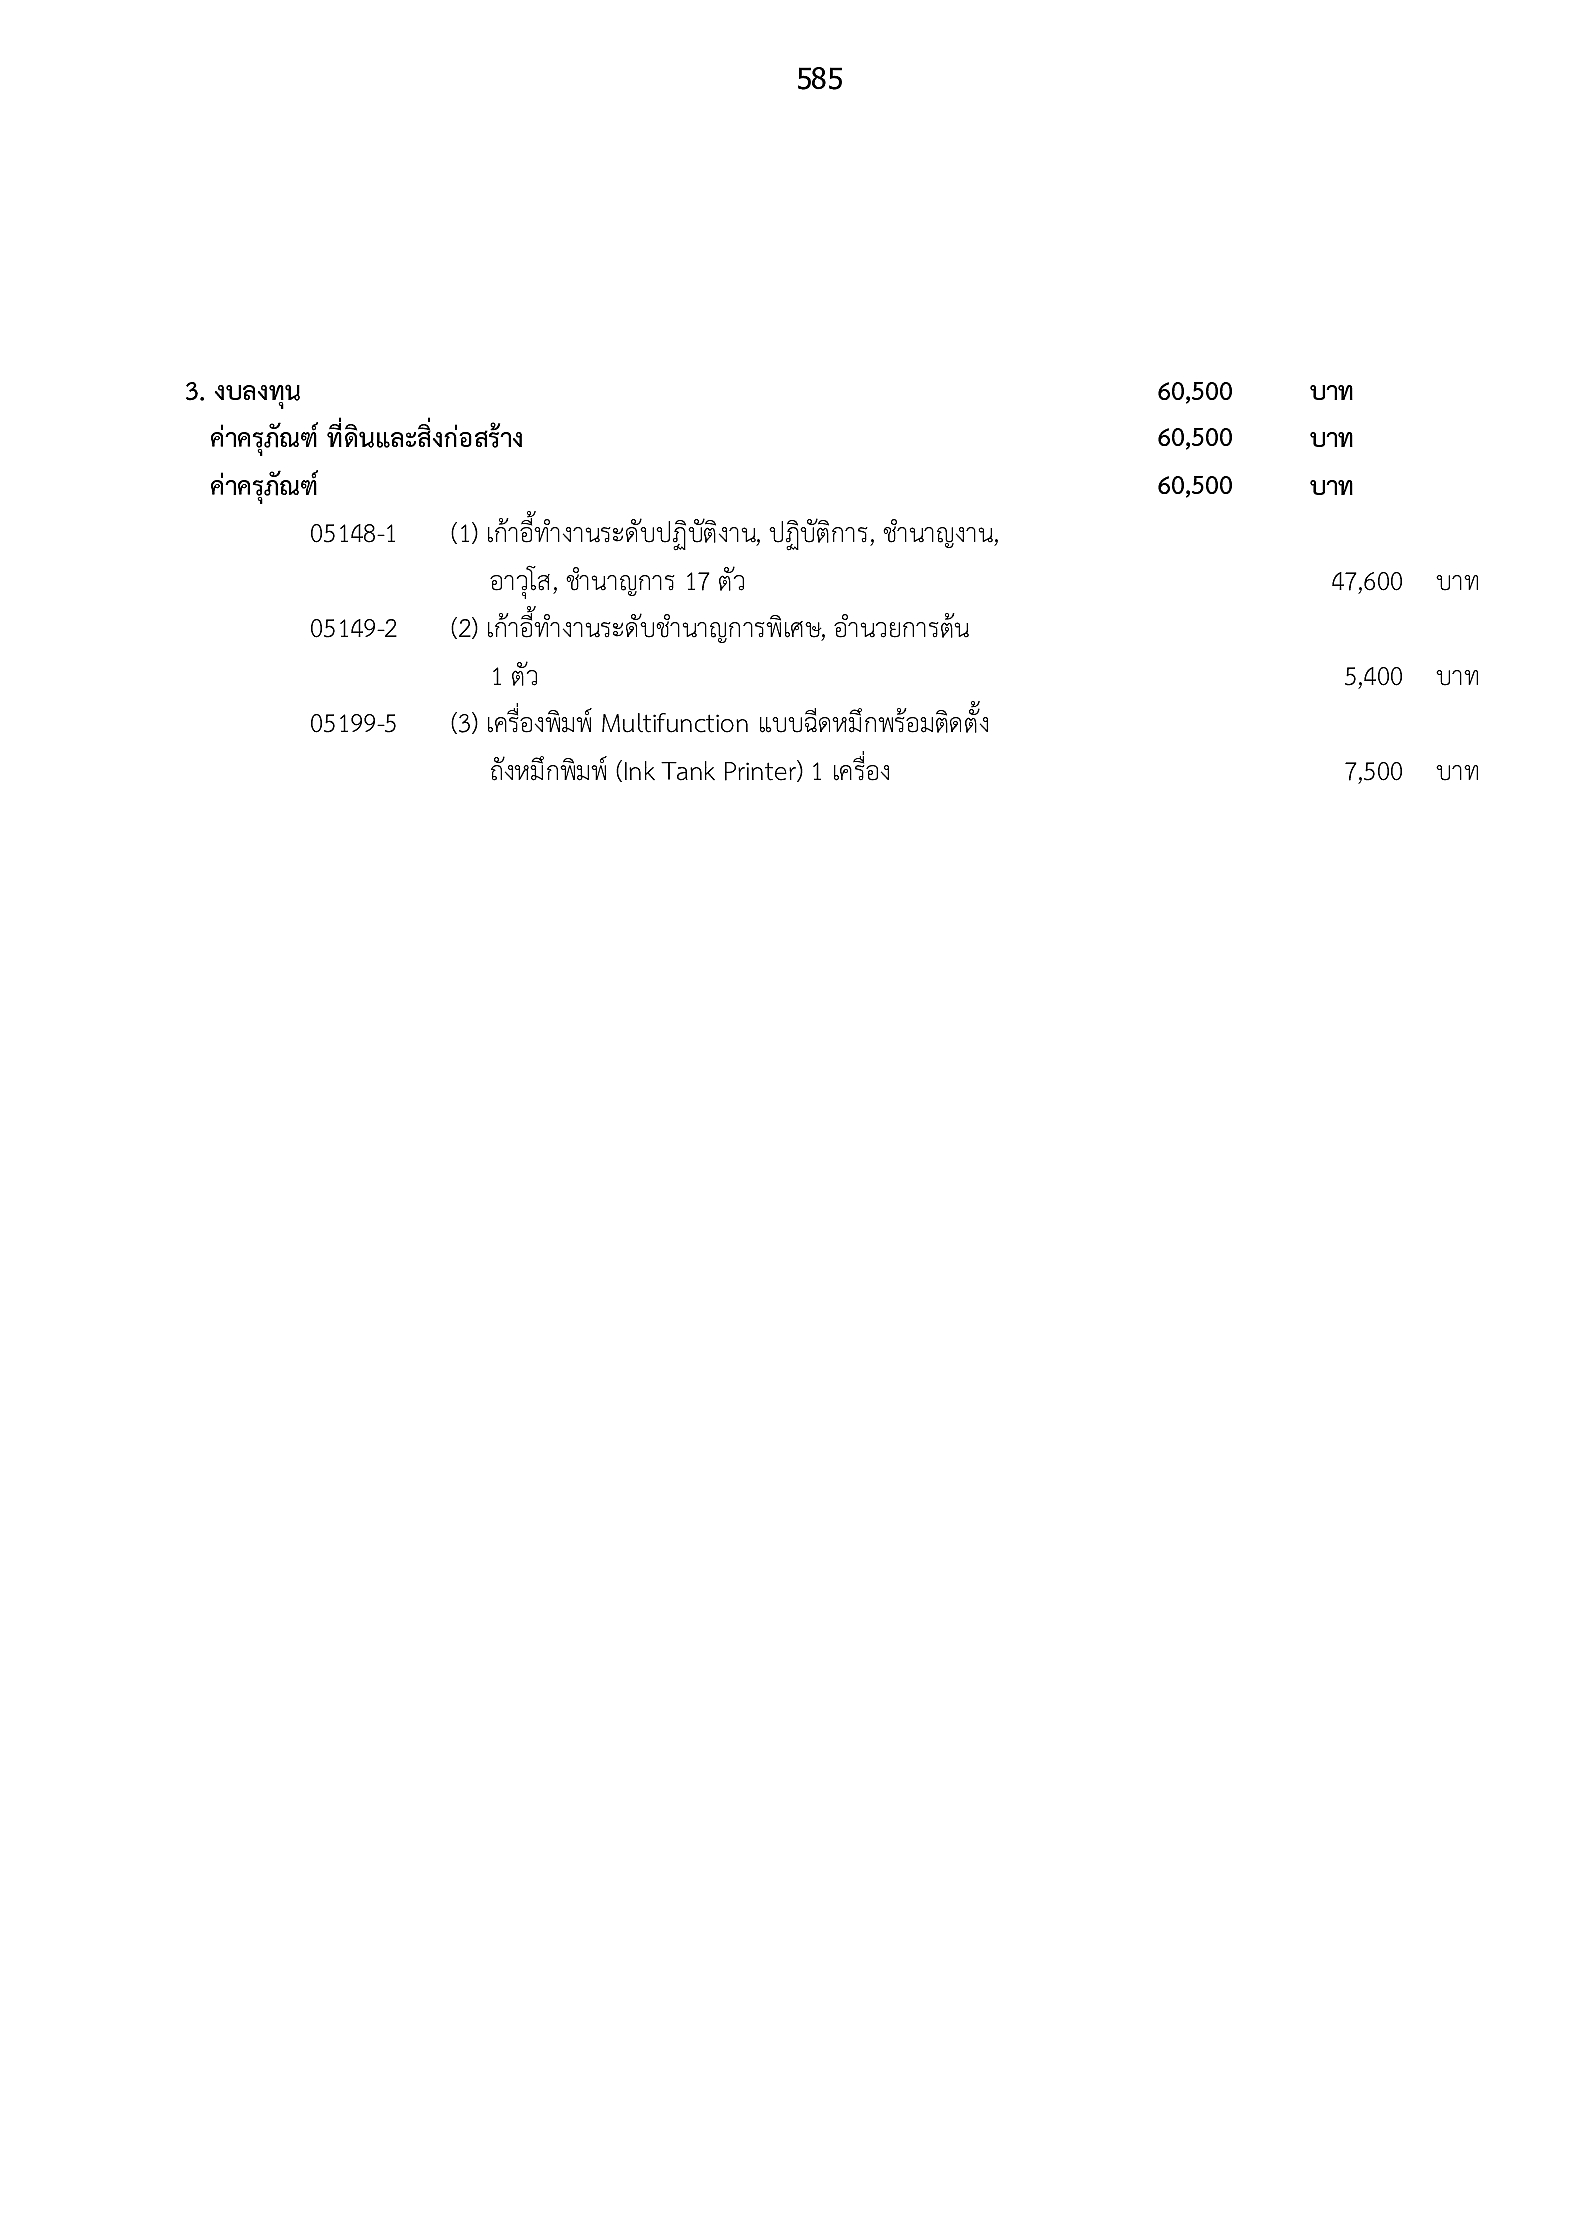 585
3. งบลงทุน 60,500 บาท
ค่าครุภัณฑ์ ที่ดินและสิ่งก่อสร้าง 60,500 บาท
ค่าครุภัณฑ์ 60,500 บาท
05148-1 (1) เก้าอี้ทำงานระดับปฏิบัติงาน, ปฏิบัติการ, ชำนาญงาน,
อาวุโส, ชำนาญการ 17 ตัว 47,600 บาท
05149-2 (2) เก้าอี้ทำงานระดับชำนาญการพิเศษ, อำนวยการต้น
1 ตัว 5,400 บาท
05199-5 (3) เครื่องพิมพ์ Multifunction แบบฉีดหมึกพร้อมติดตั้ง
ถังหมึกพิมพ์ (Ink Tank Printer) 1 เครื่อง 7,500 บาท